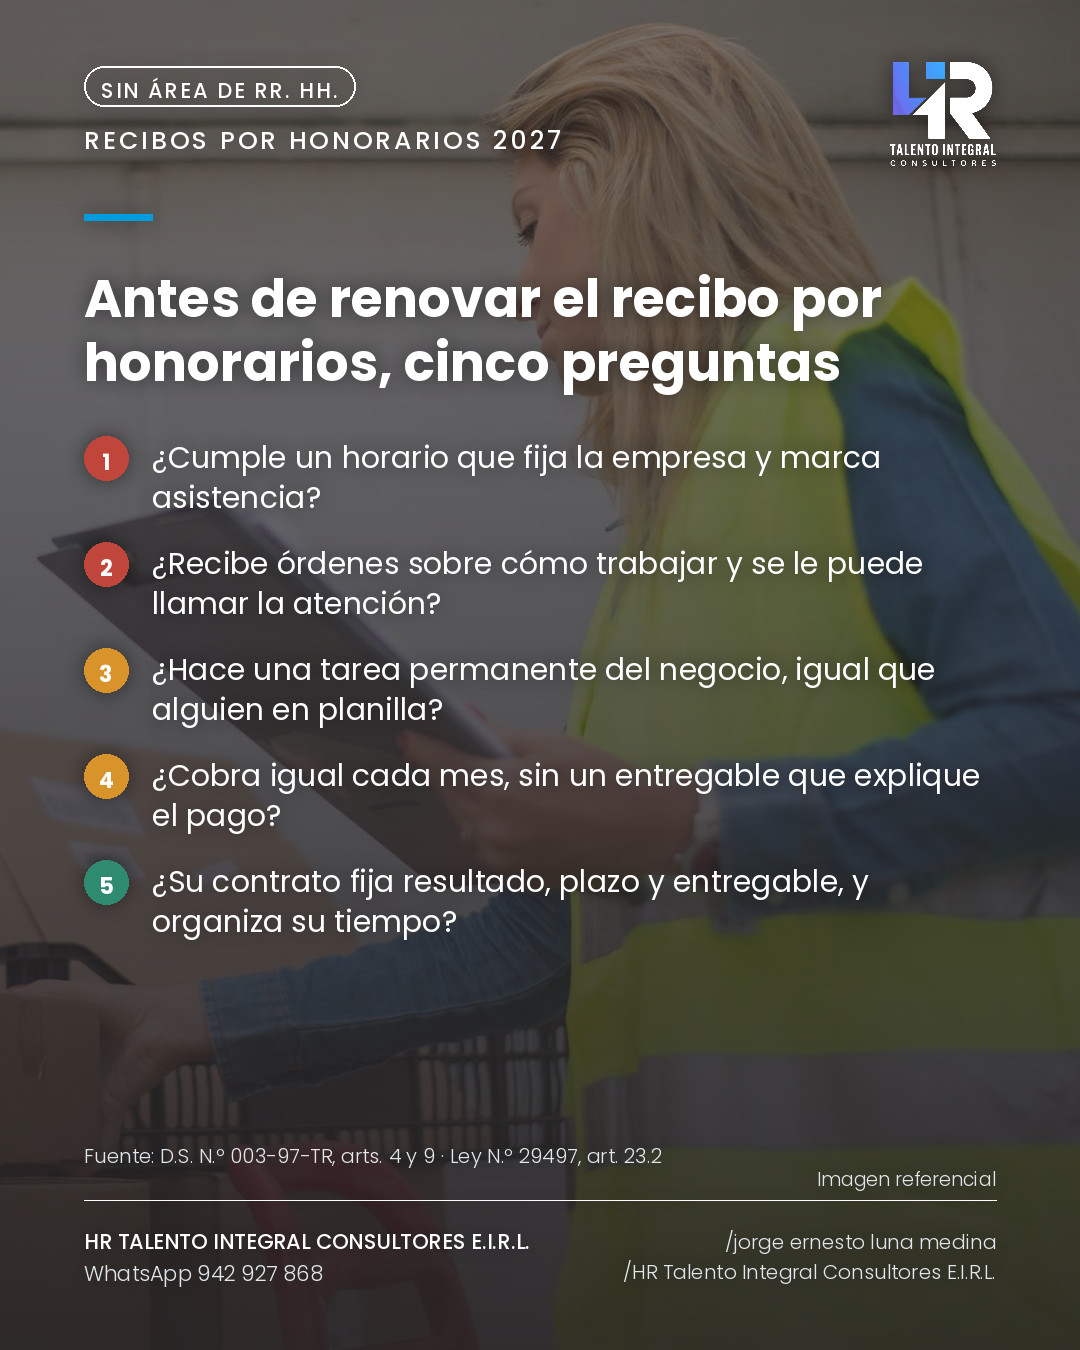 SIN ÁREA DE RR. HH.
RECIBOS POR HONORARIOS 2027
HR
TALENTO INTEGRAL
CONSULTORES
Antes de renovar el recibo por
honorarios, cinco preguntas
1 ¿Cumple un horario que fija la empresa y marca
asistencia?
2 ¿Recibe órdenes sobre cómo trabajar y se le puede
llamar la atención?
3 ¿Hace una tarea permanente del negocio, igual que
alguien en planilla?
4 ¿Cobra igual cada mes, sin un entregable que explique
el pago?
5 ¿Su contrato fija resultado, plazo y entregable, y
organiza su tiempo?
Fuente: D.S. N.º 003-97-TR, arts. 4 y 9 · Ley N.º 29497, art. 23.2
Imagen referencial
HR TALENTO INTEGRAL CONSULTORES E.I.R.L.
WhatsApp 942 927 868
/jorge ernesto luna medina
/HR Talento Integral Consultores E.I.R.L.